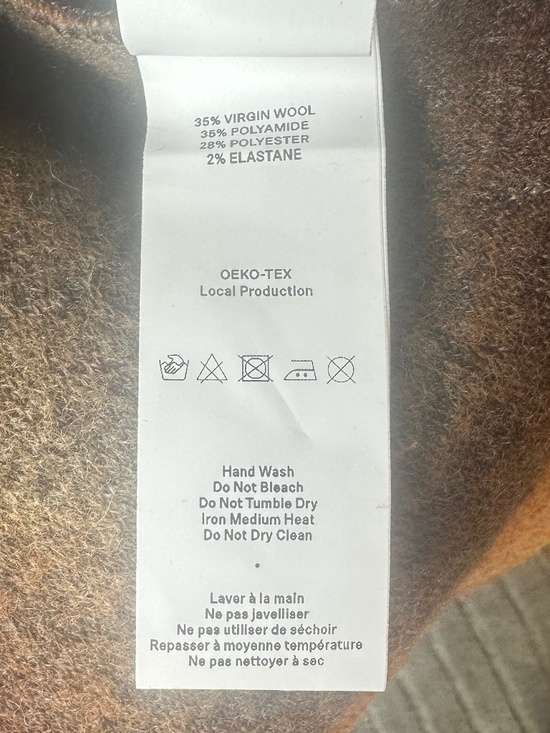 35% VIRGIN WOOL
35% POLYAMIDE
28% POLYESTER
2% ELASTANE
OEKO-TEX
Local Production
Hand Wash
Do Not Bleach
Do Not Tumble Dry
Iron Medium Heat
Do Not Dry Clean
•
Laver à la main
Ne pas javelliser
Ne pas utiliser de séchoir
Repasser à moyenne température
Ne pas nettoyer à sec